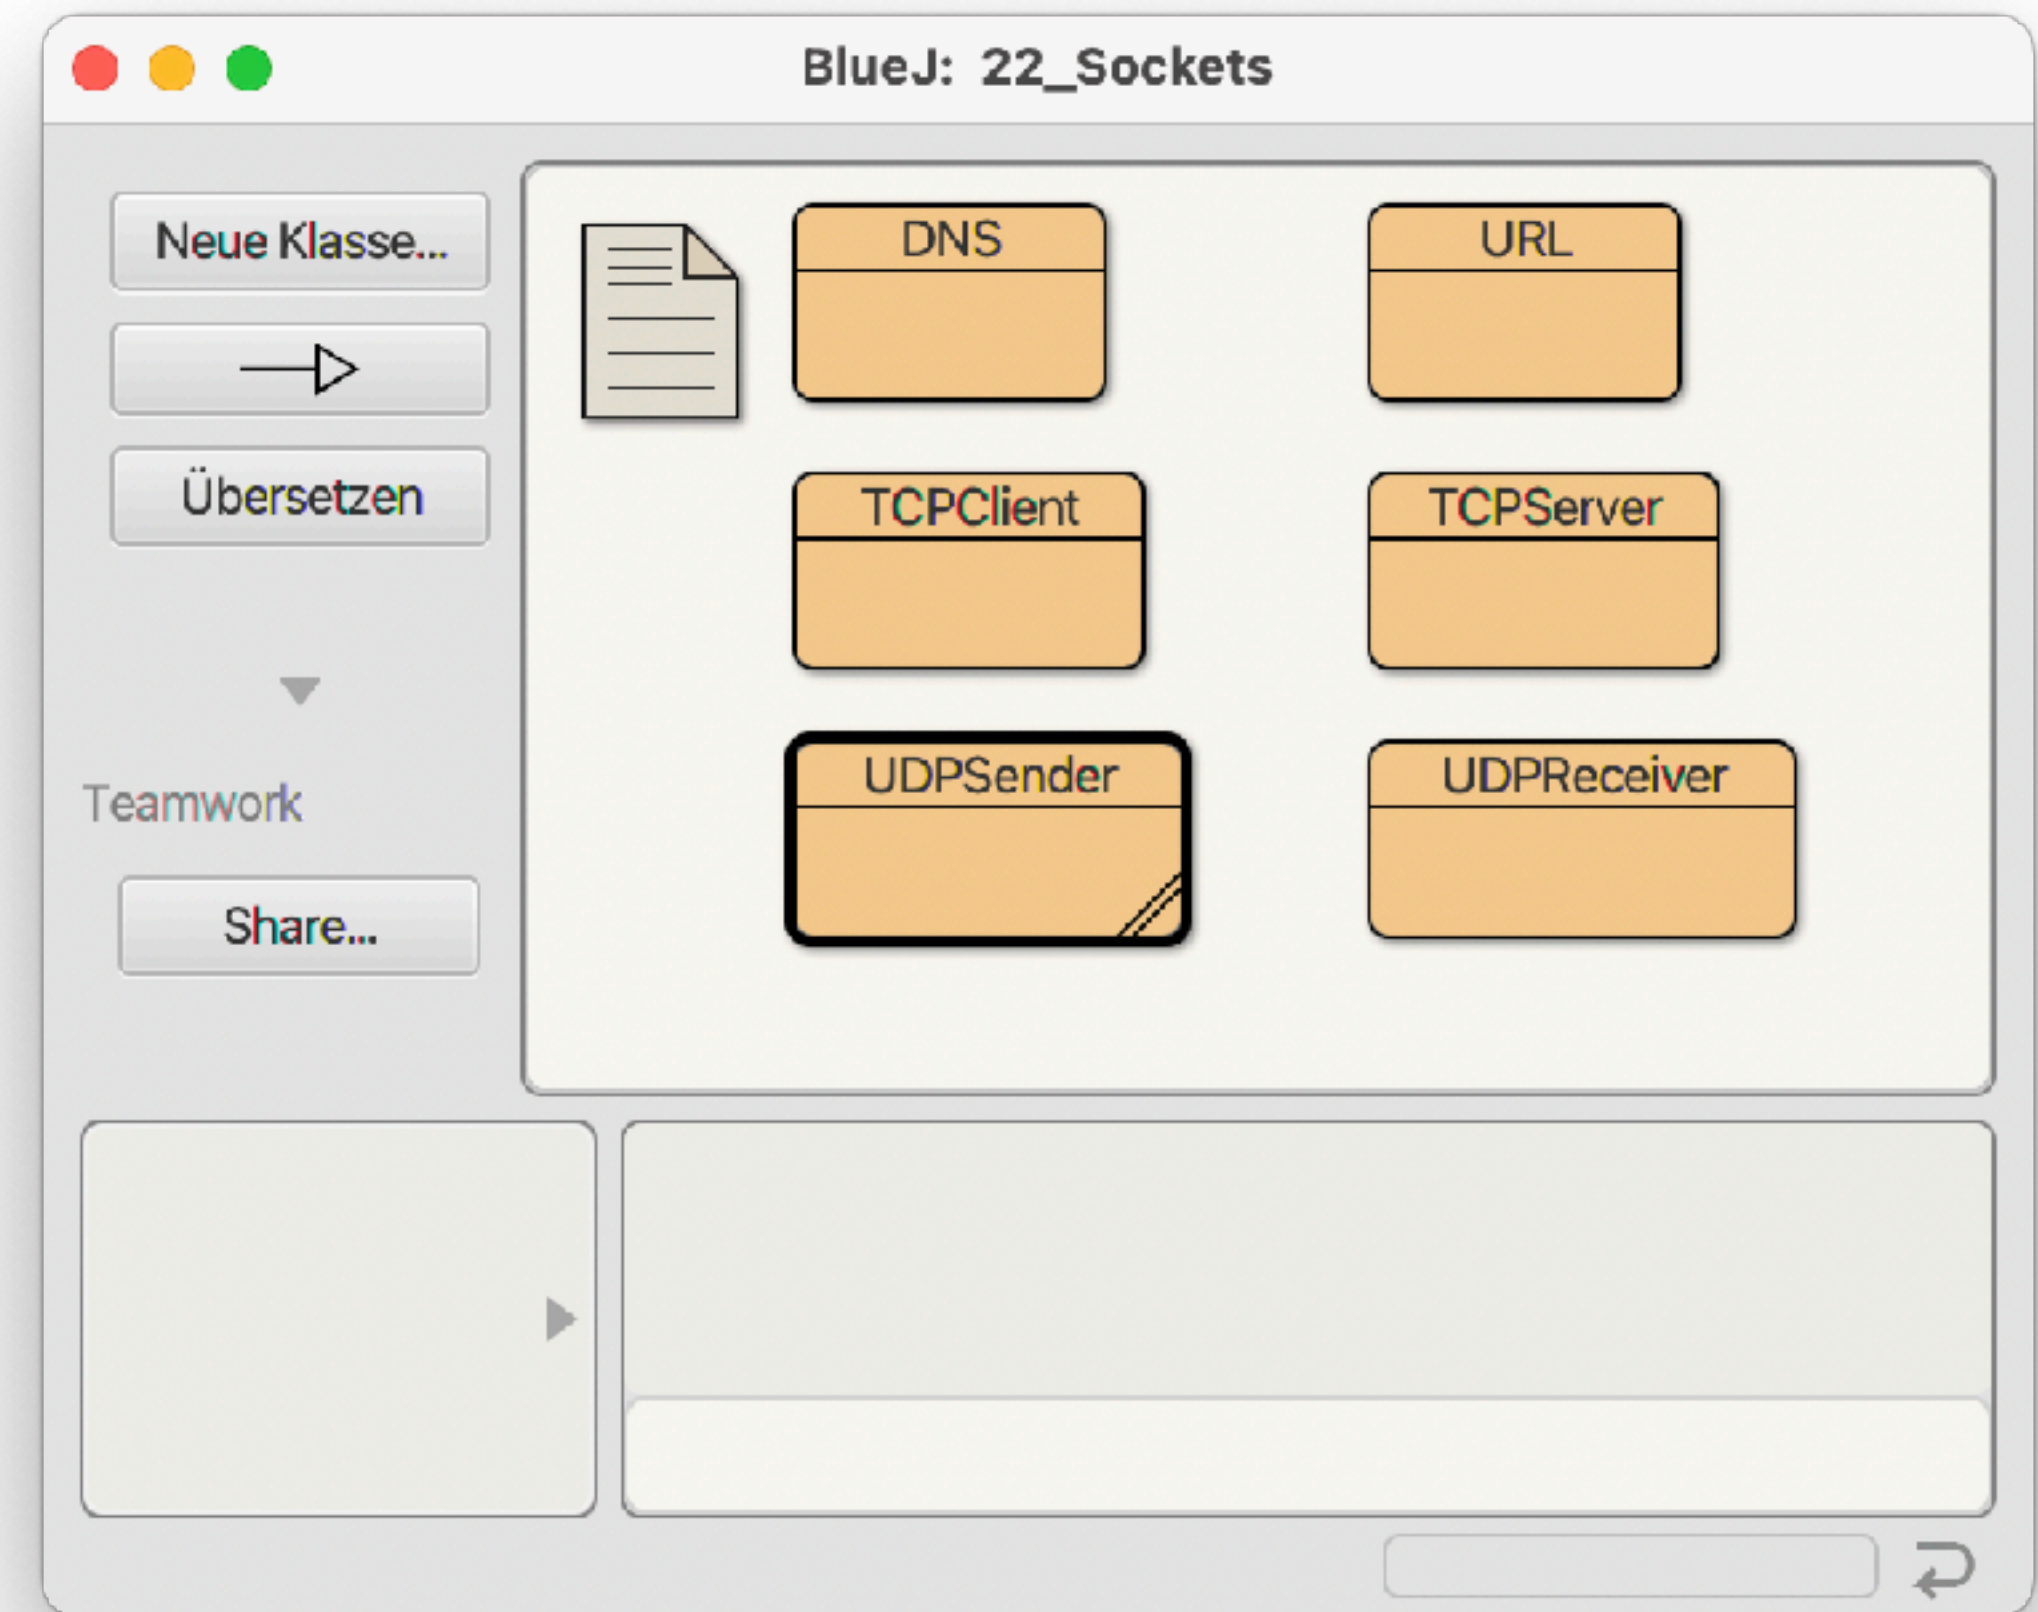 BlueJ: 22_Sockets
Neue Klasse...
Übersetzen
Teamwork
Share...
DNS
URL
TCPClient
TCPServer
UDPSender
UDPReceiver